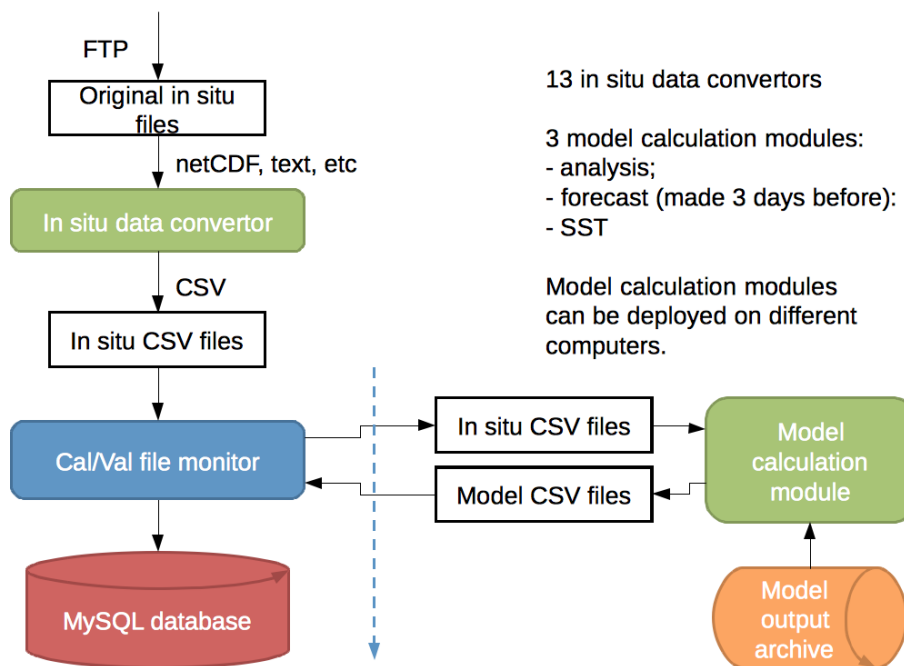 FTP
Original in situ
files
netCDF, text, etc
In situ data convertor
CSV
In situ CSV files
Cal/Val file monitor
MySQL database
13 in situ data convertors
3 model calculation modules:
- analysis;
- forecast (made 3 days before):
- SST
Model calculation modules
can be deployed on different
computers.
In situ CSV files
Model CSV files
Model
calculation
module
Model
output
archive